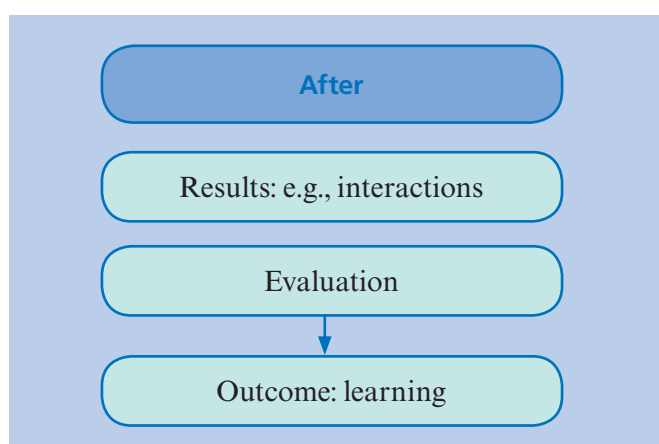 After
Results: e.g., interactions
Evaluation
Outcome: learning